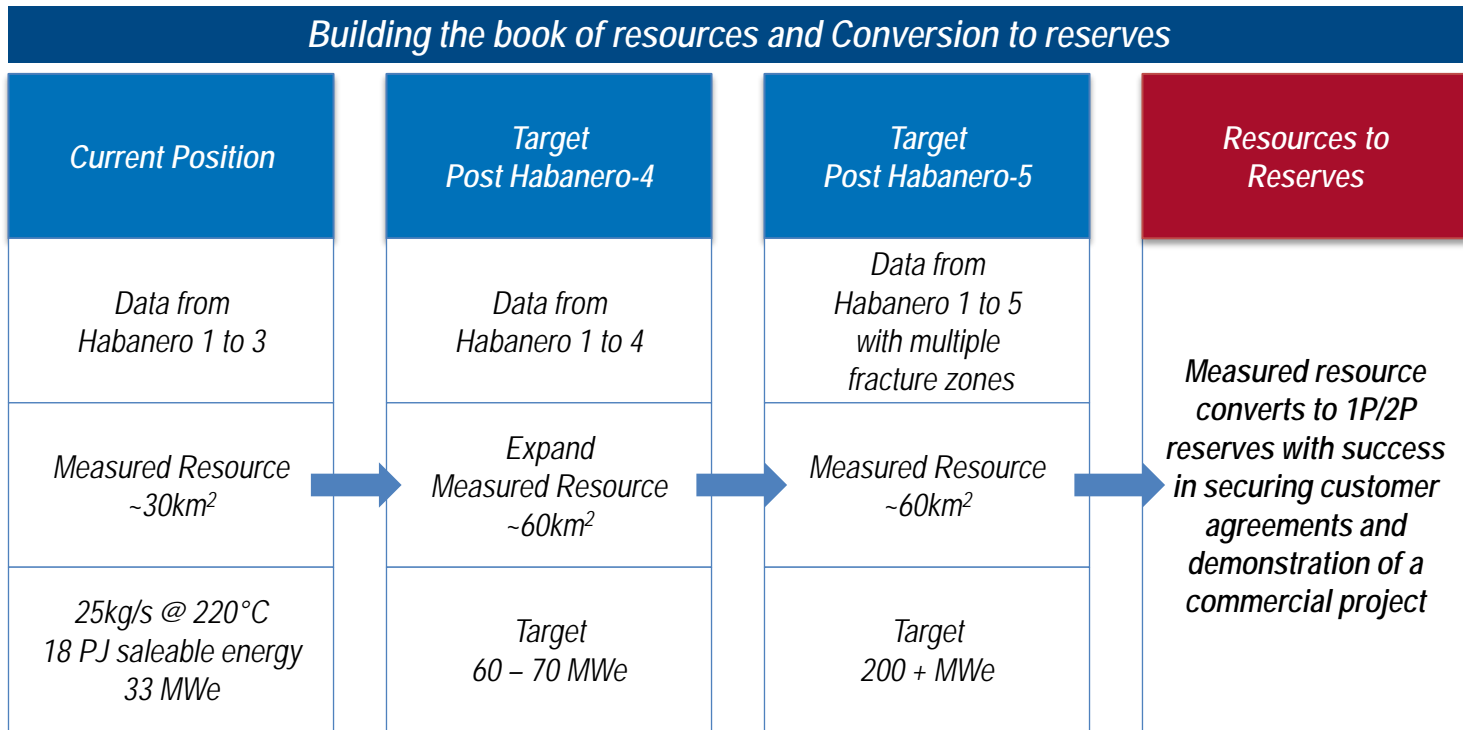 Building the book of resources and Conversion to reserves
Current Position
Data from
Habanero 1 to 3
Measured Resource
~30km²
25kg/s @ 220°C
18 PJ saleable energy
33 MWe
Target
Post Habanero-4
Data from
Habanero 1 to 4
Expand
Measured Resource
~60km²
Target
60 – 70 MWe
Target
Post Habanero-5
Data from
Habanero 1 to 5
with multiple
fracture zones
Measured Resource
~60km²
Target
200 + MWe
Resources to
Reserves
Measured resource
converts to 1P/2P
reserves with success
in securing customer
agreements and
demonstration of a
commercial project